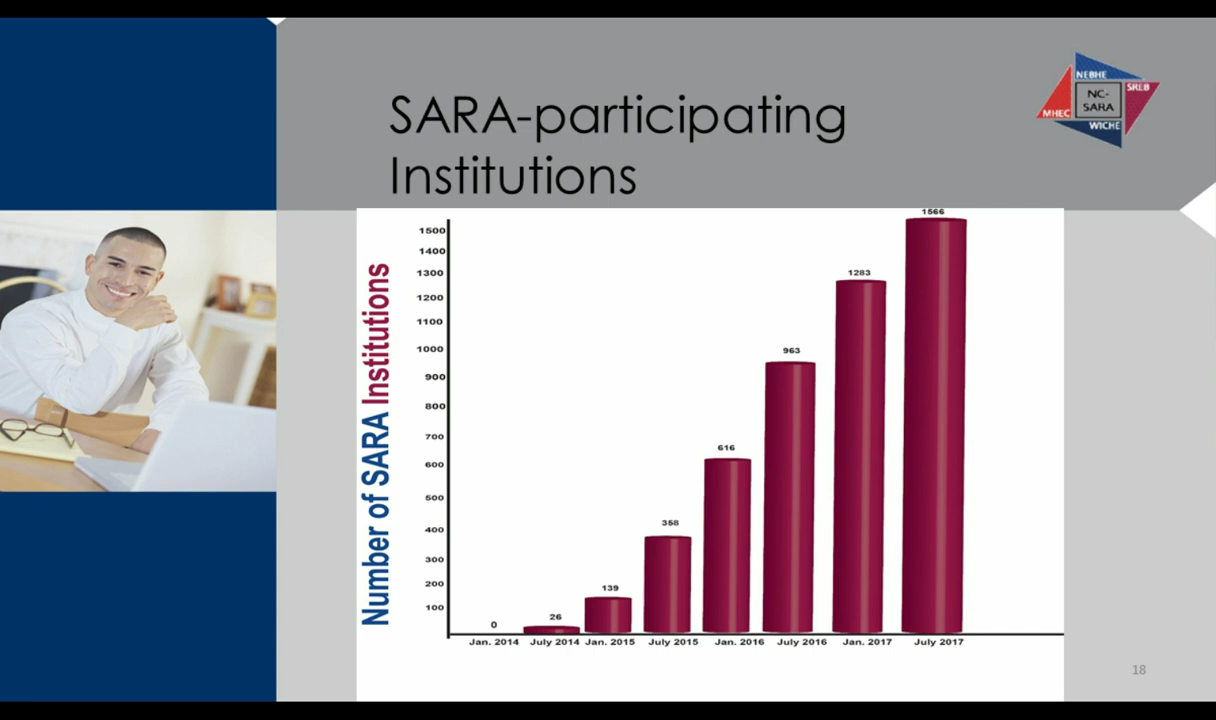 SARA-participating
Institutions
NEBHE
SREB
NC-
SARA
MHEC
WICHE
Number of SARA Institutions
1500
1400
1300
1200
1100
1000
900
800
700
600
500
400
300
200
100
0
26
139
358
616
963
1283
1566
Jan. 2014 July 2014 Jan. 2015 July 2015 Jan. 2016 July 2016 Jan. 2017 July 2017
18